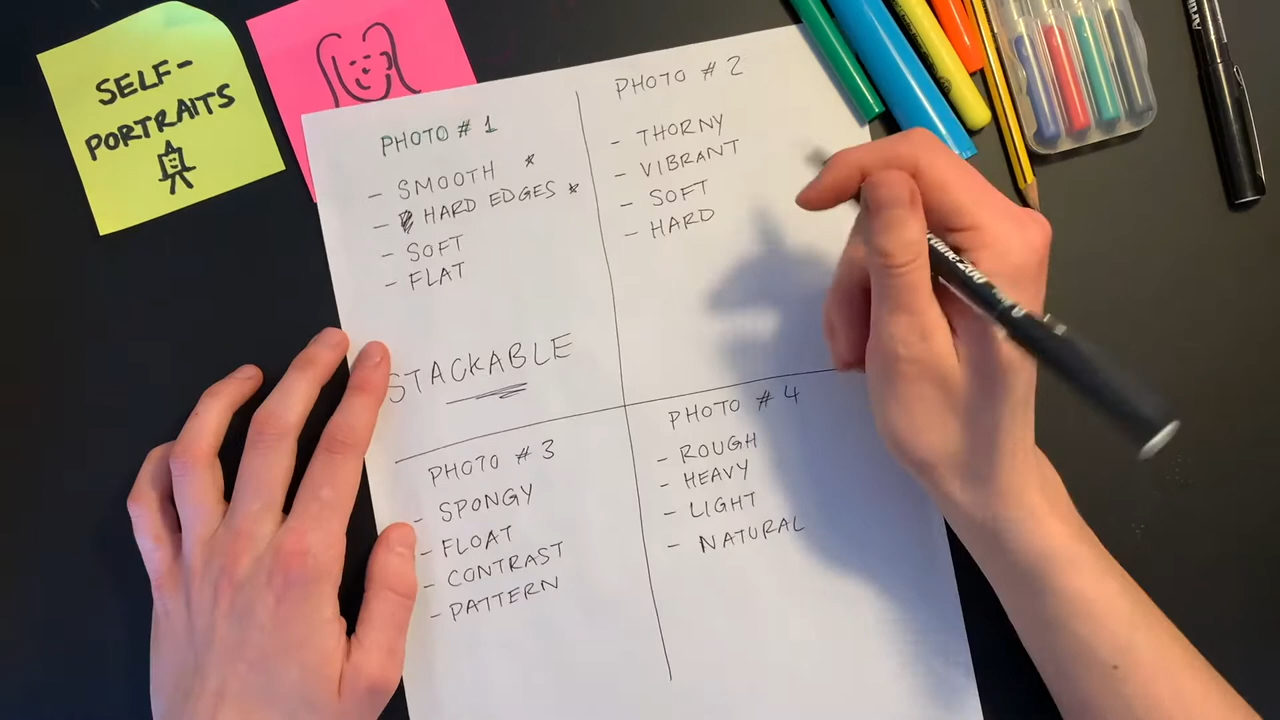 SELF-
PORTRAITS
PHOTO # 1
- SMOOTH *
- HARD EDGES *
- SOFT
- FLAT
STACKABLE
PHOTO # 2
- THORNY
- VIBRANT
- SOFT
- HARD
PHOTO # 3
- SPONGY
- FLOAT
- CONTRAST
- PATTERN
PHOTO # 4
- ROUGH
- HEAVY
- LIGHT
- NATURAL